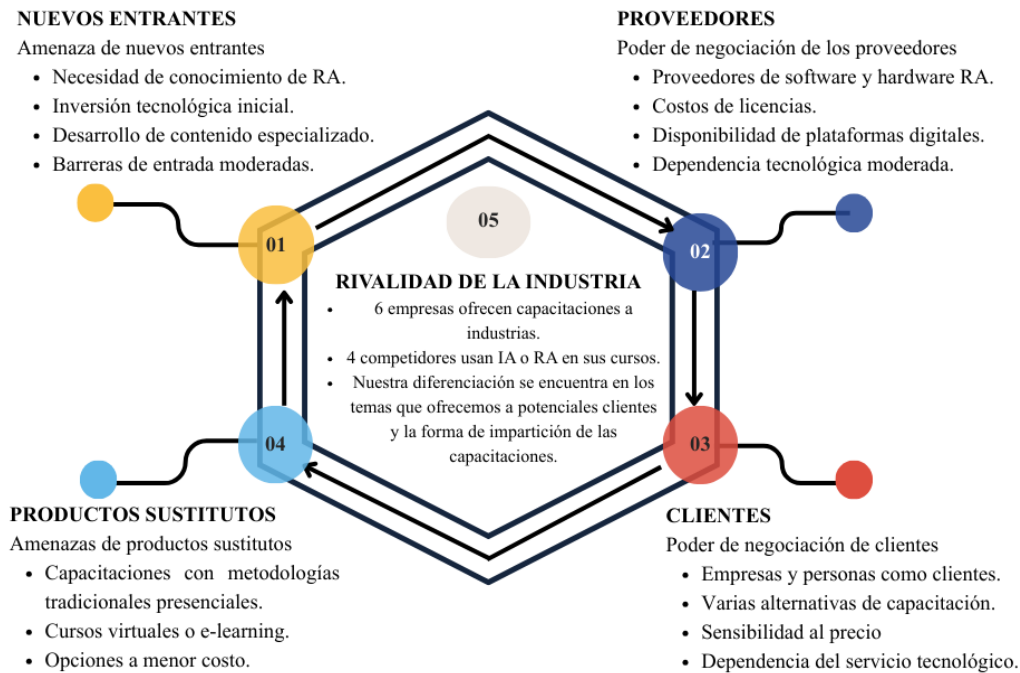 NUEVOS ENTRANTES
Amenaza de nuevos entrantes
• Necesidad de conocimiento de RA.
• Inversión tecnológica inicial.
• Desarrollo de contenido especializado.
• Barreras de entrada moderadas.
PROVEEDORES
Poder de negociación de los proveedores
• Proveedores de software y hardware RA.
• Costos de licencias.
• Disponibilidad de plataformas digitales.
• Dependencia tecnológica moderada.
01
02
05
RIVALIDAD DE LA INDUSTRIA
• 6 empresas ofrecen capacitaciones a
industrias.
• 4 competidores usan IA o RA en sus cursos.
• Nuestra diferenciación se encuentra en los
temas que ofrecemos a potenciales clientes
y la forma de impartición de las
capacitaciones.
04
03
PRODUCTOS SUSTITUTOS
Amenazas de productos sustitutos
• Capacitaciones con metodologías
tradicionales presenciales.
• Cursos virtuales o e-learning.
• Opciones a menor costo.
CLIENTES
Poder de negociación de clientes
• Empresas y personas como clientes.
• Varias alternativas de capacitación.
• Sensibilidad al precio
• Dependencia del servicio tecnológico.